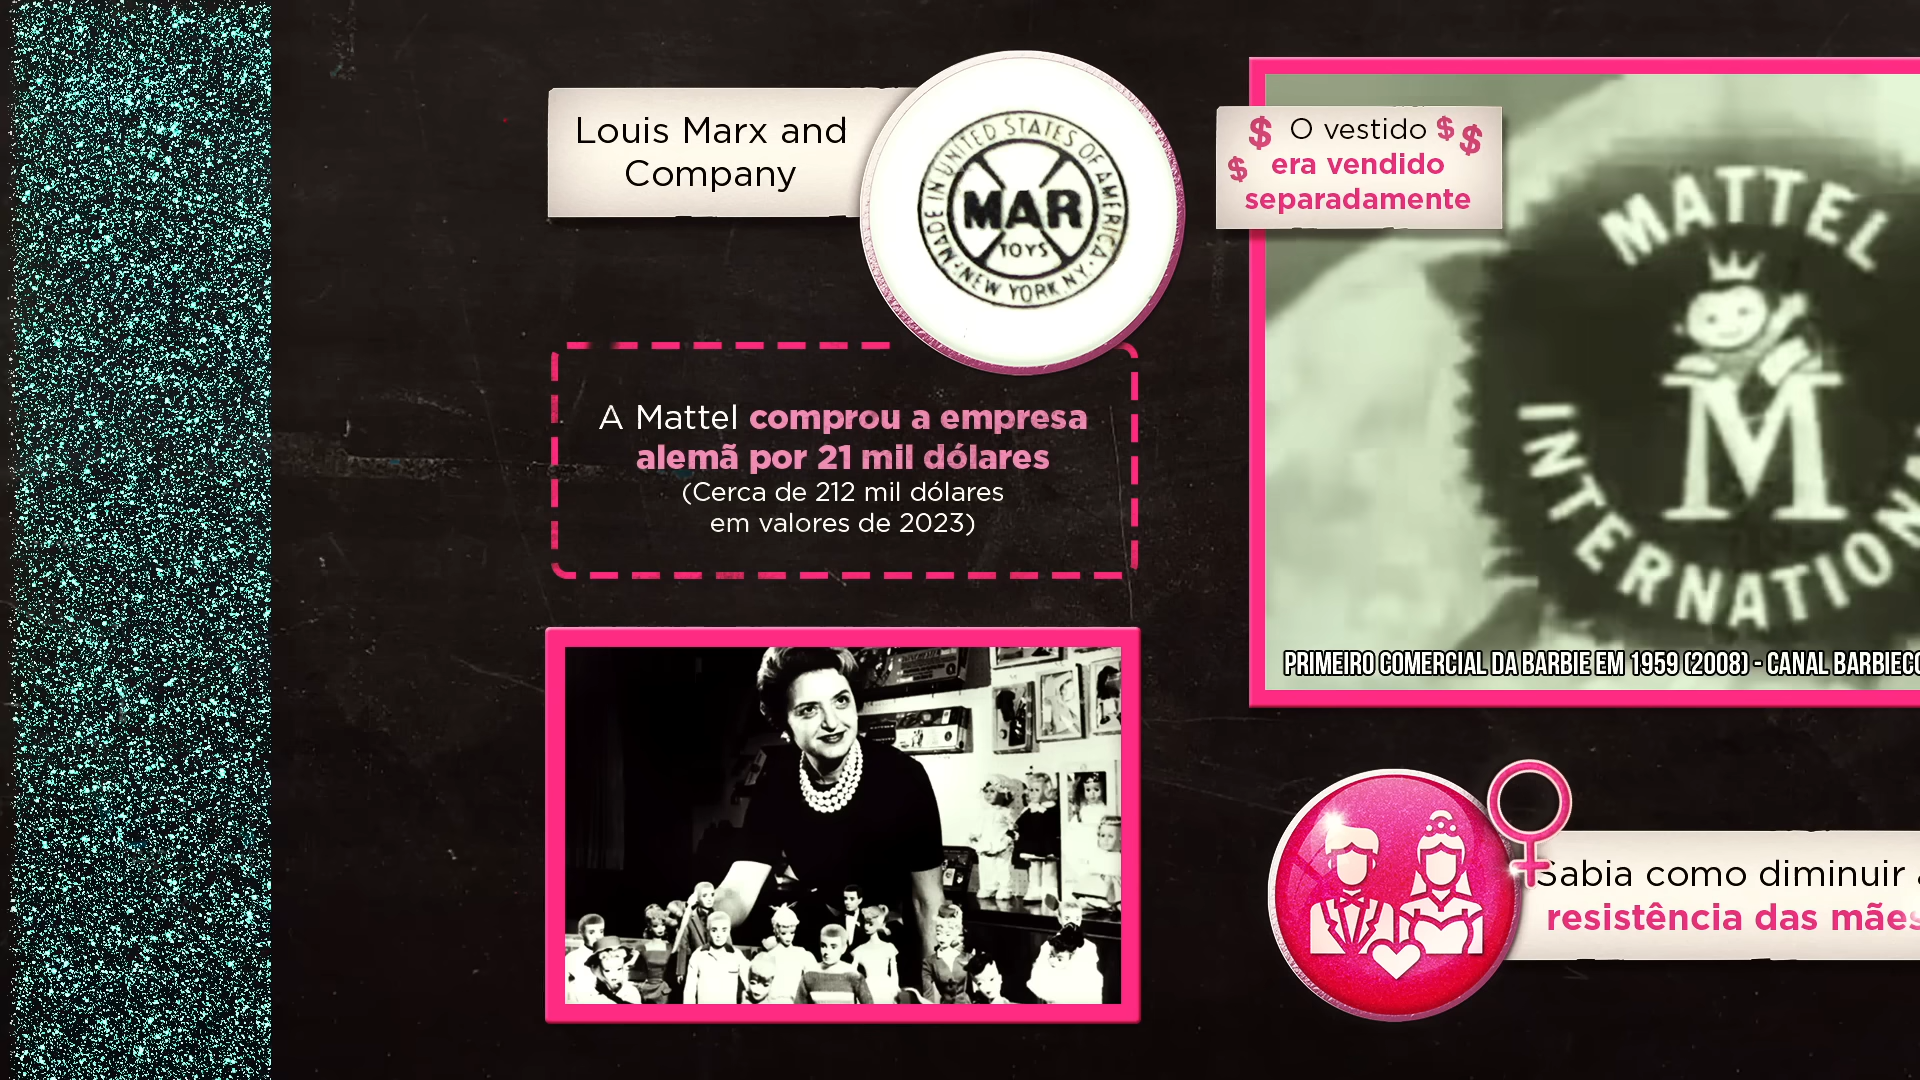 Louis Marx and
Company
MADE IN UNITED STATES OF AMERICA
MAR
TOYS
NEW YORK N.Y.
A Mattel comprou a empresa
alemã por 21 mil dólares
(Cerca de 212 mil dólares
em valores de 2023)
$ O vestido $ $
$ era vendido
separadamente
MATTEL
M
INTERNATION
PRIMEIRO COMERCIAL DA BARBIE EM 1959 (2008) - CANAL BARBIECO
Sabia como diminuir a
resistência das mães